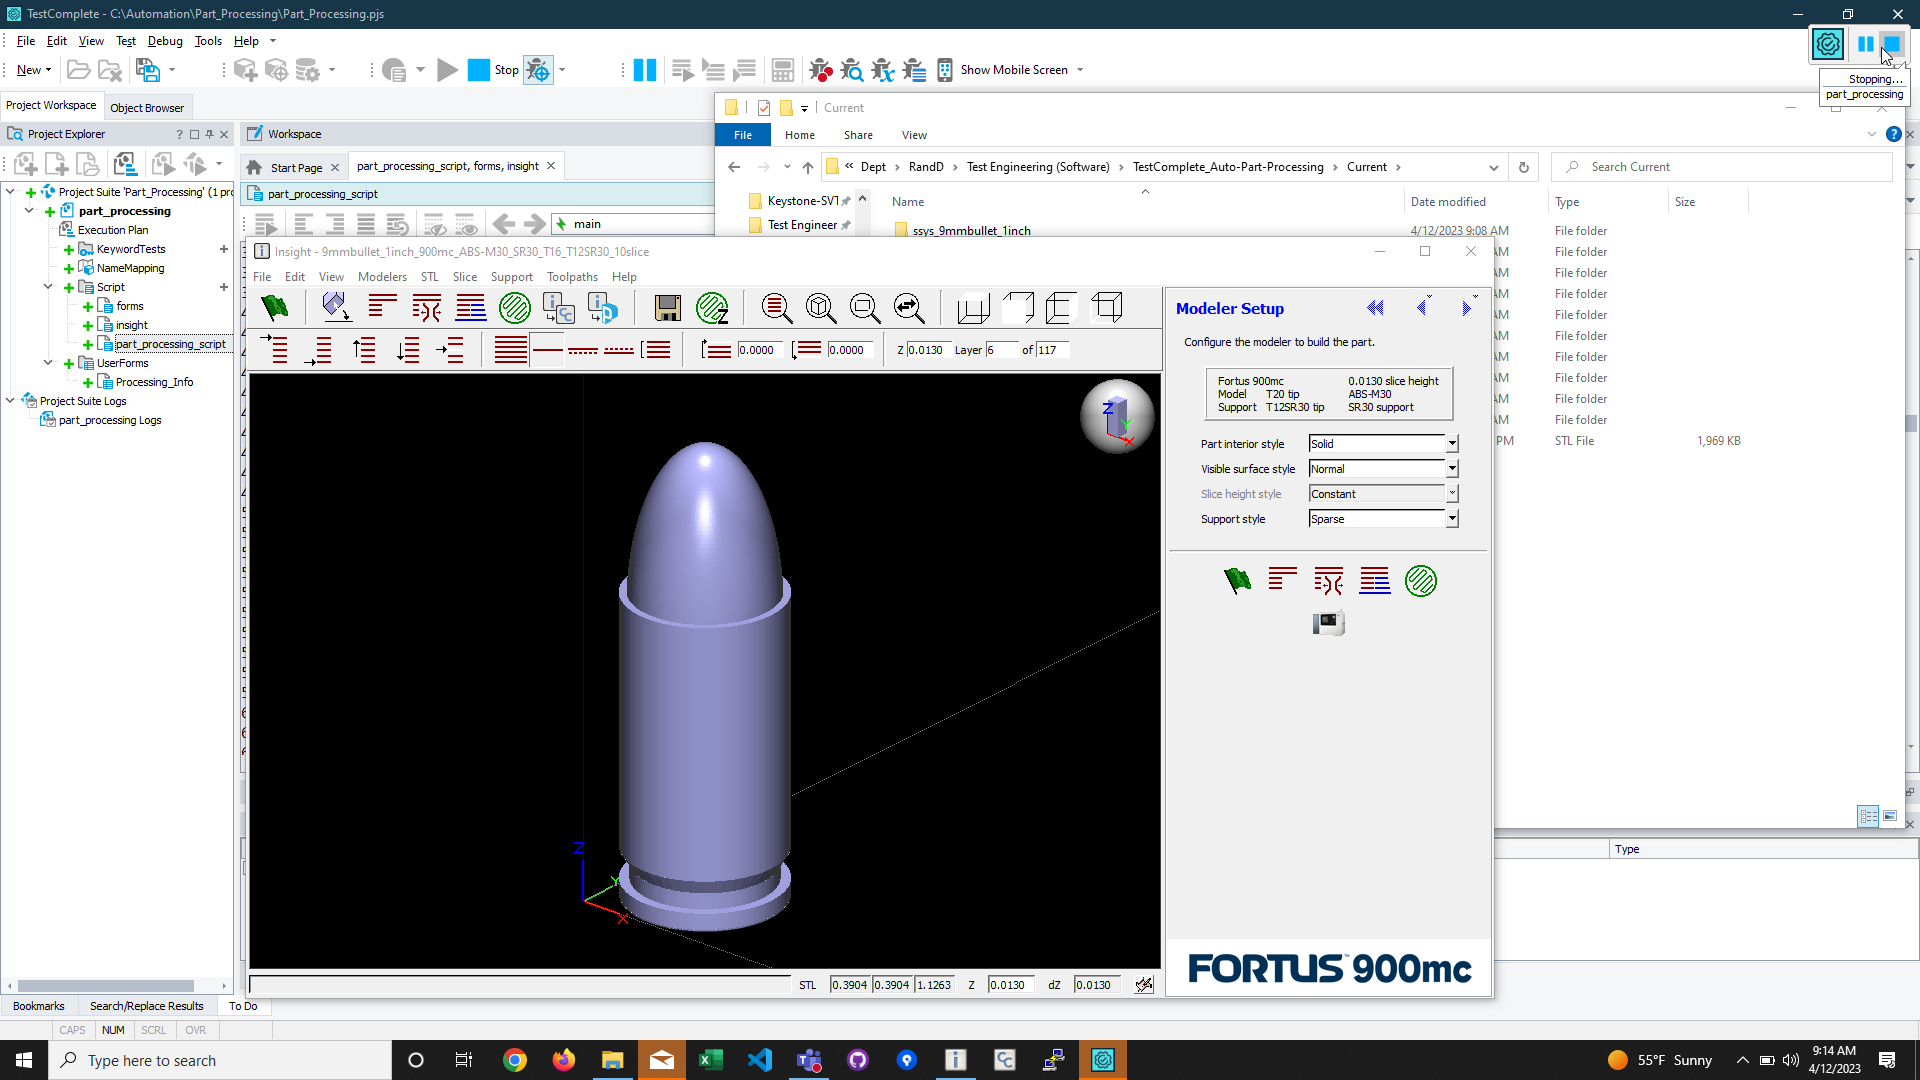 TestComplete - C:\Automation\Part_Processing\Part_Processing.pjs
File Edit View Test Debug Tools Help
New Stop Show Mobile Screen
Stopping...
part_processing
Project Workspace Object Browser
Project Explorer ?
Workspace
Start Page part_processing_script, forms, insight
part_processing_script
main
Project Suite 'Part_Processing' (1 pro
part_processing
Execution Plan
KeywordTests
NameMapping
Script
forms
insight
part_processing_script
UserForms
Processing_Info
Project Suite Logs
part_processing Logs
Current
File Home Share View
« Dept > RandD > Test Engineering (Software) > TestComplete_Auto-Part-Processing > Current >
Search Current
Keystone-SVT
Test Engineer
Name Date modified Type Size
ssys_9mmbullet_1inch 4/12/2023 9:08 AM File folder
AM File folder
AM File folder
AM File folder
AM File folder
AM File folder
AM File folder
AM File folder
AM File folder
AM File folder
PM STL File 1,969 KB
Insight - 9mmbullet_1inch_900mc_ABS-M30_SR30_T16_T12SR30_10slice
File Edit View Modelers STL Slice Support Toolpaths Help
0.0000 0.0000 Z 0.0130 Layer 6 of 117
Z
Y
X
Z
Y
X
STL 0.3904 0.3904 1.1263 Z 0.0130 dZ 0.0130
Modeler Setup
Configure the modeler to build the part.
Fortus 900mc 0.0130 slice height
Model T20 tip ABS-M30
Support T12SR30 tip SR30 support
Part interior style Solid
Visible surface style Normal
Slice height style Constant
Support style Sparse
FORTUS™ 900mc
Type
Bookmarks Search/Replace Results To Do
CAPS NUM SCRL OVR
Type here to search
55°F Sunny
9:14 AM
4/12/2023